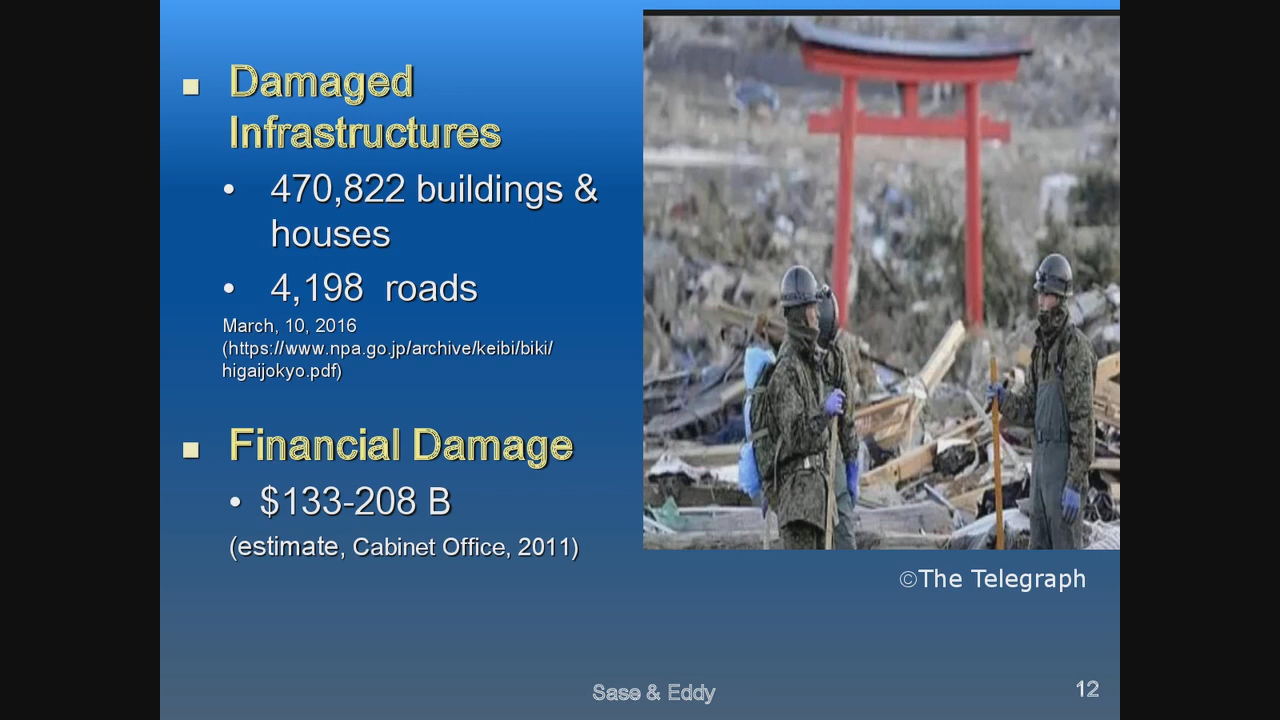 ■ Damaged
Infrastructures
• 470,822 buildings &
houses
• 4,198 roads
March, 10, 2016
(https://www.npa.go.jp/archive/keibi/biki/
higaijokyo.pdf)
■ Financial Damage
• $133-208 B
(estimate, Cabinet Office, 2011)
©The Telegraph
Sase & Eddy
12